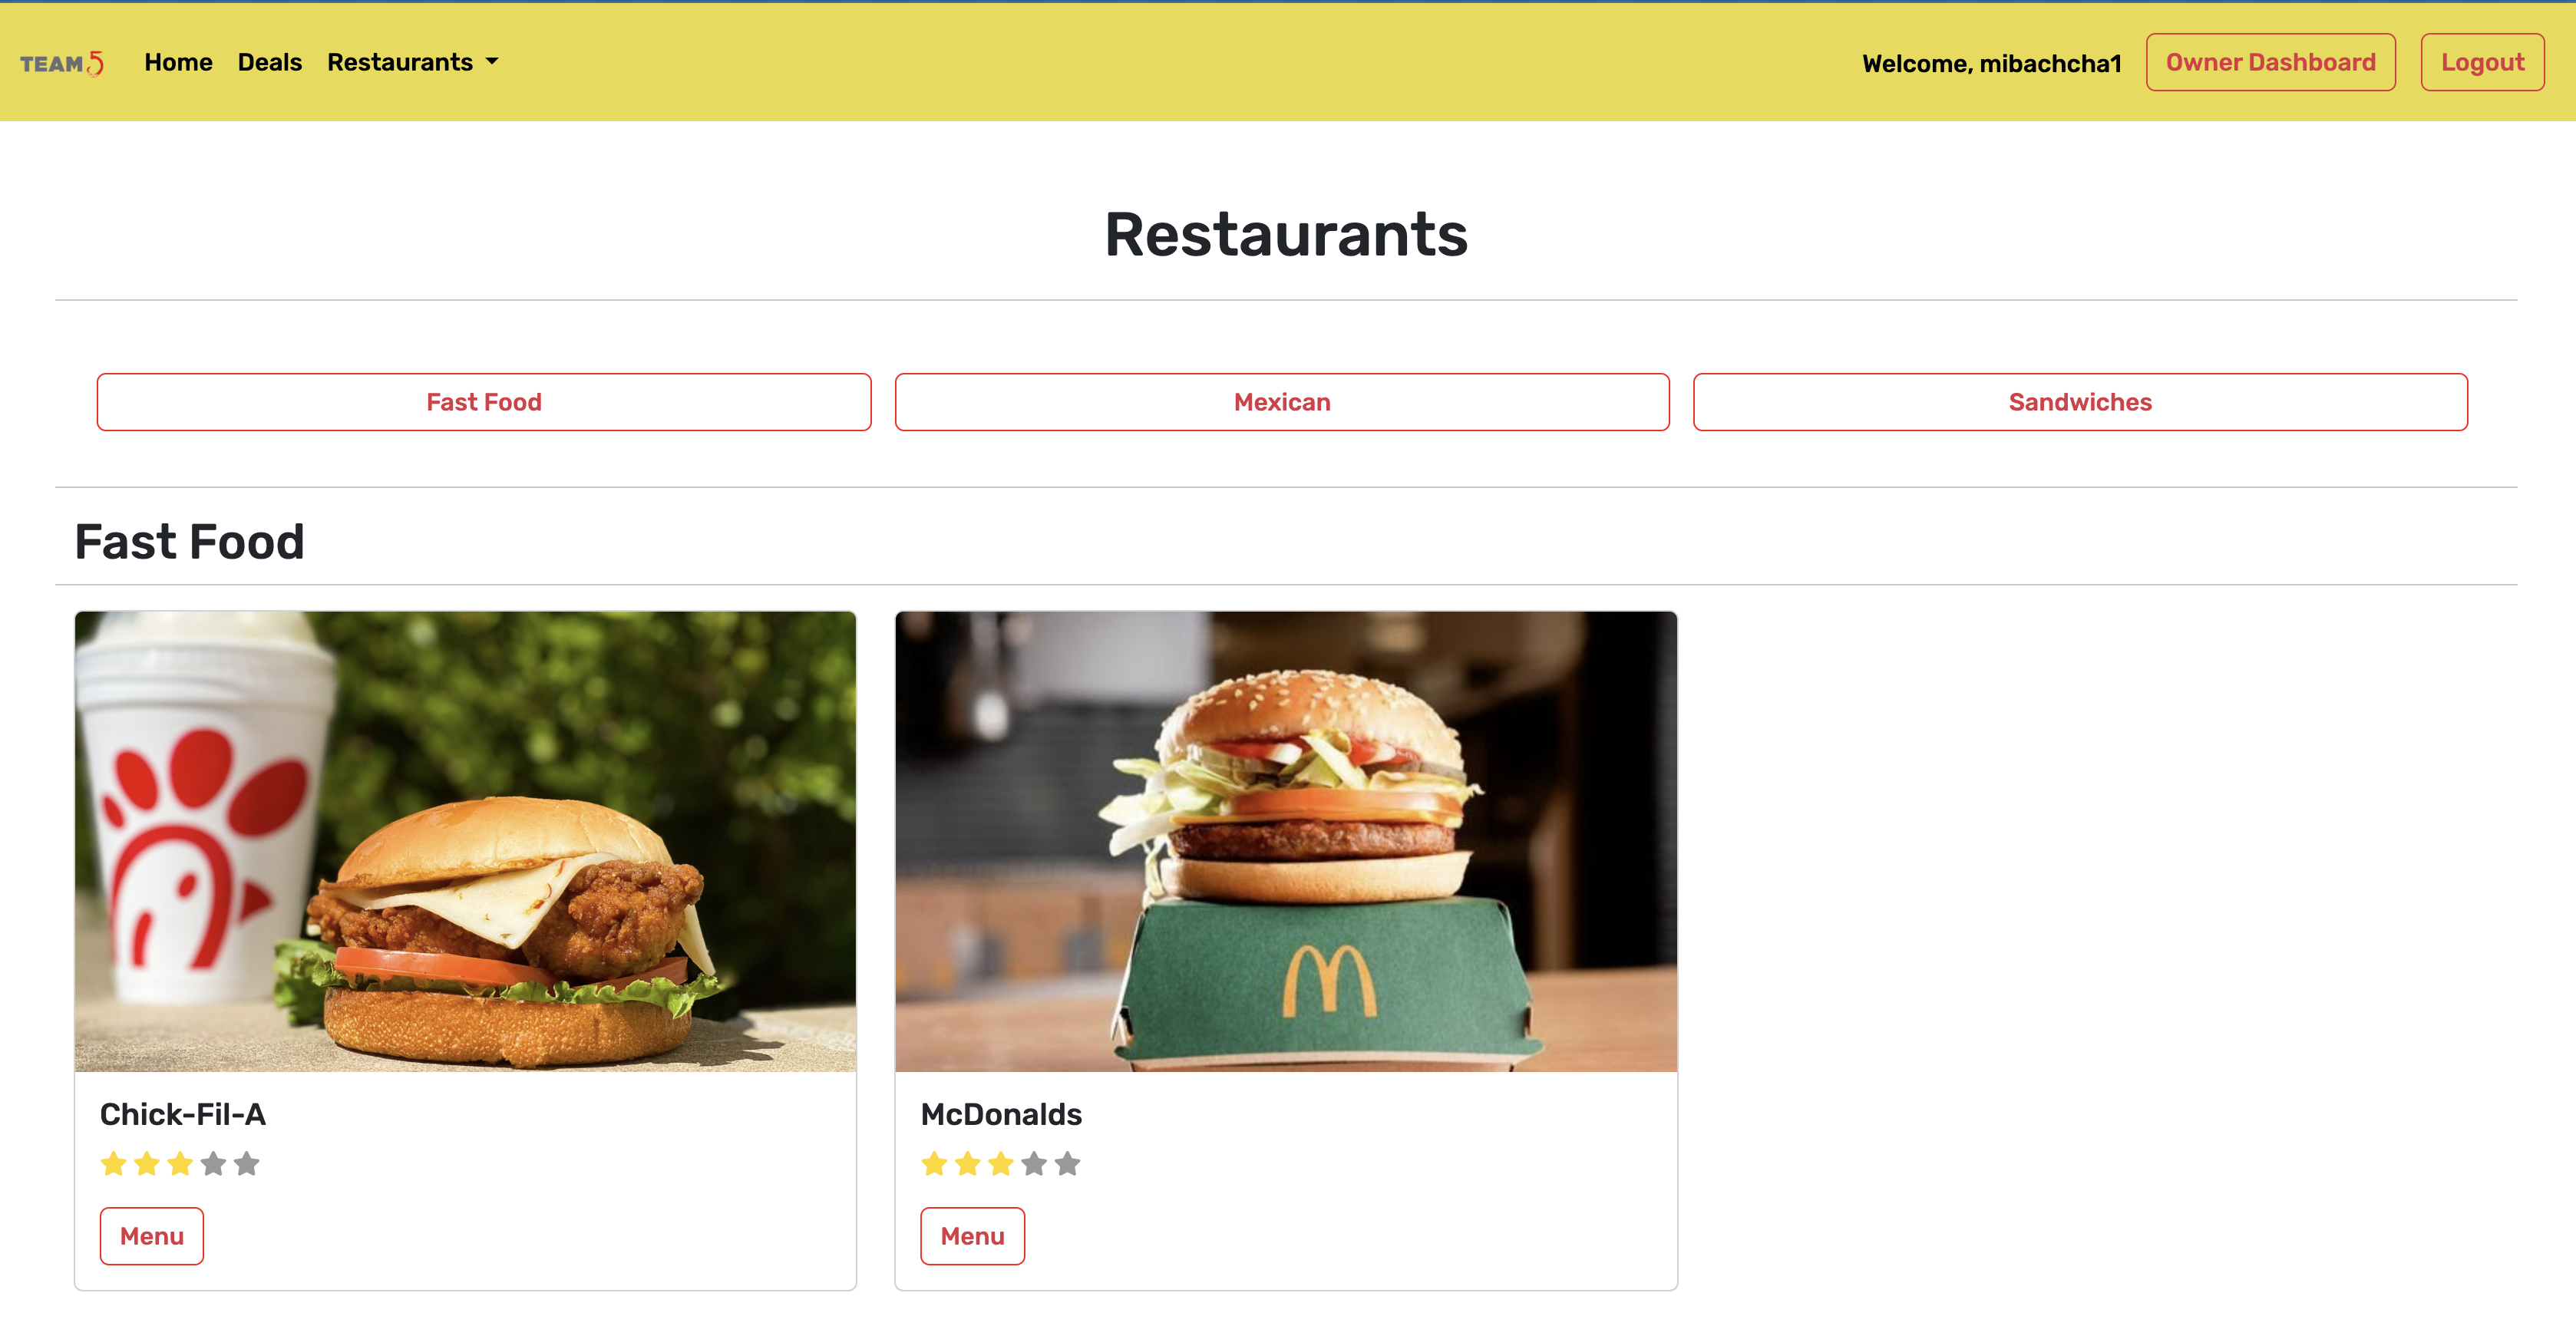 TEAM 5 Home Deals Restaurants Welcome, mibachcha1 Owner Dashboard Logout
Restaurants
Fast Food Mexican Sandwiches
Fast Food
Chick-Fil-A McDonalds
Menu Menu